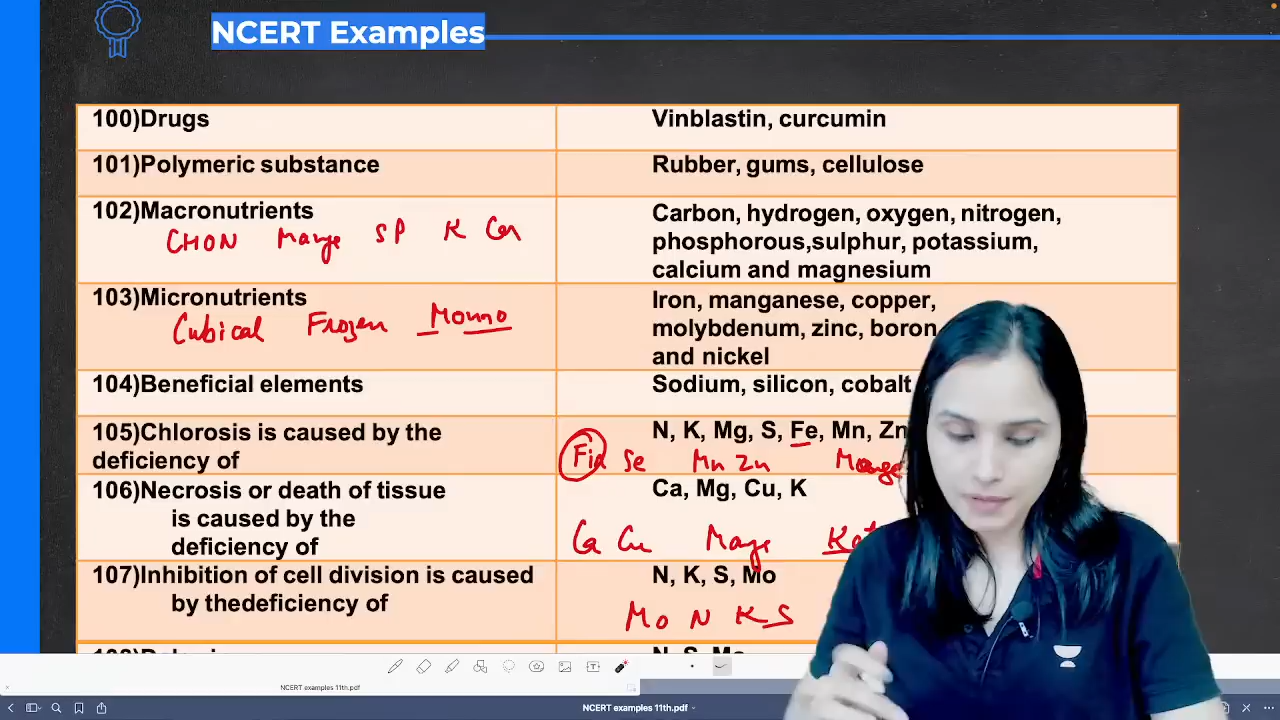 NCERT Examples
100)Drugs
Vinblastin, curcumin
101)Polymeric substance
Rubber, gums, cellulose
102)Macronutrients
CHON Mange SP K Can
Carbon, hydrogen, oxygen, nitrogen,
phosphorous,sulphur, potassium,
calcium and magnesium
103)Micronutrients
Cubical Frozen Momo
Iron, manganese, copper,
molybdenum, zinc, boron
and nickel
104)Beneficial elements
Sodium, silicon, cobalt
105)Chlorosis is caused by the
deficiency of
N, K, Mg, S, Fe, Mn, Zn
Se Mn Zn
106)Necrosis or death of tissue
is caused by the
deficiency of
Ca, Mg, Cu, K
Ca Cu Mange
107)Inhibition of cell division is caused
by thedeficiency of
N, K, S, Mo
Mo N K S
NCERT examples 11th.pdf
NCERT examples 11th.pdf